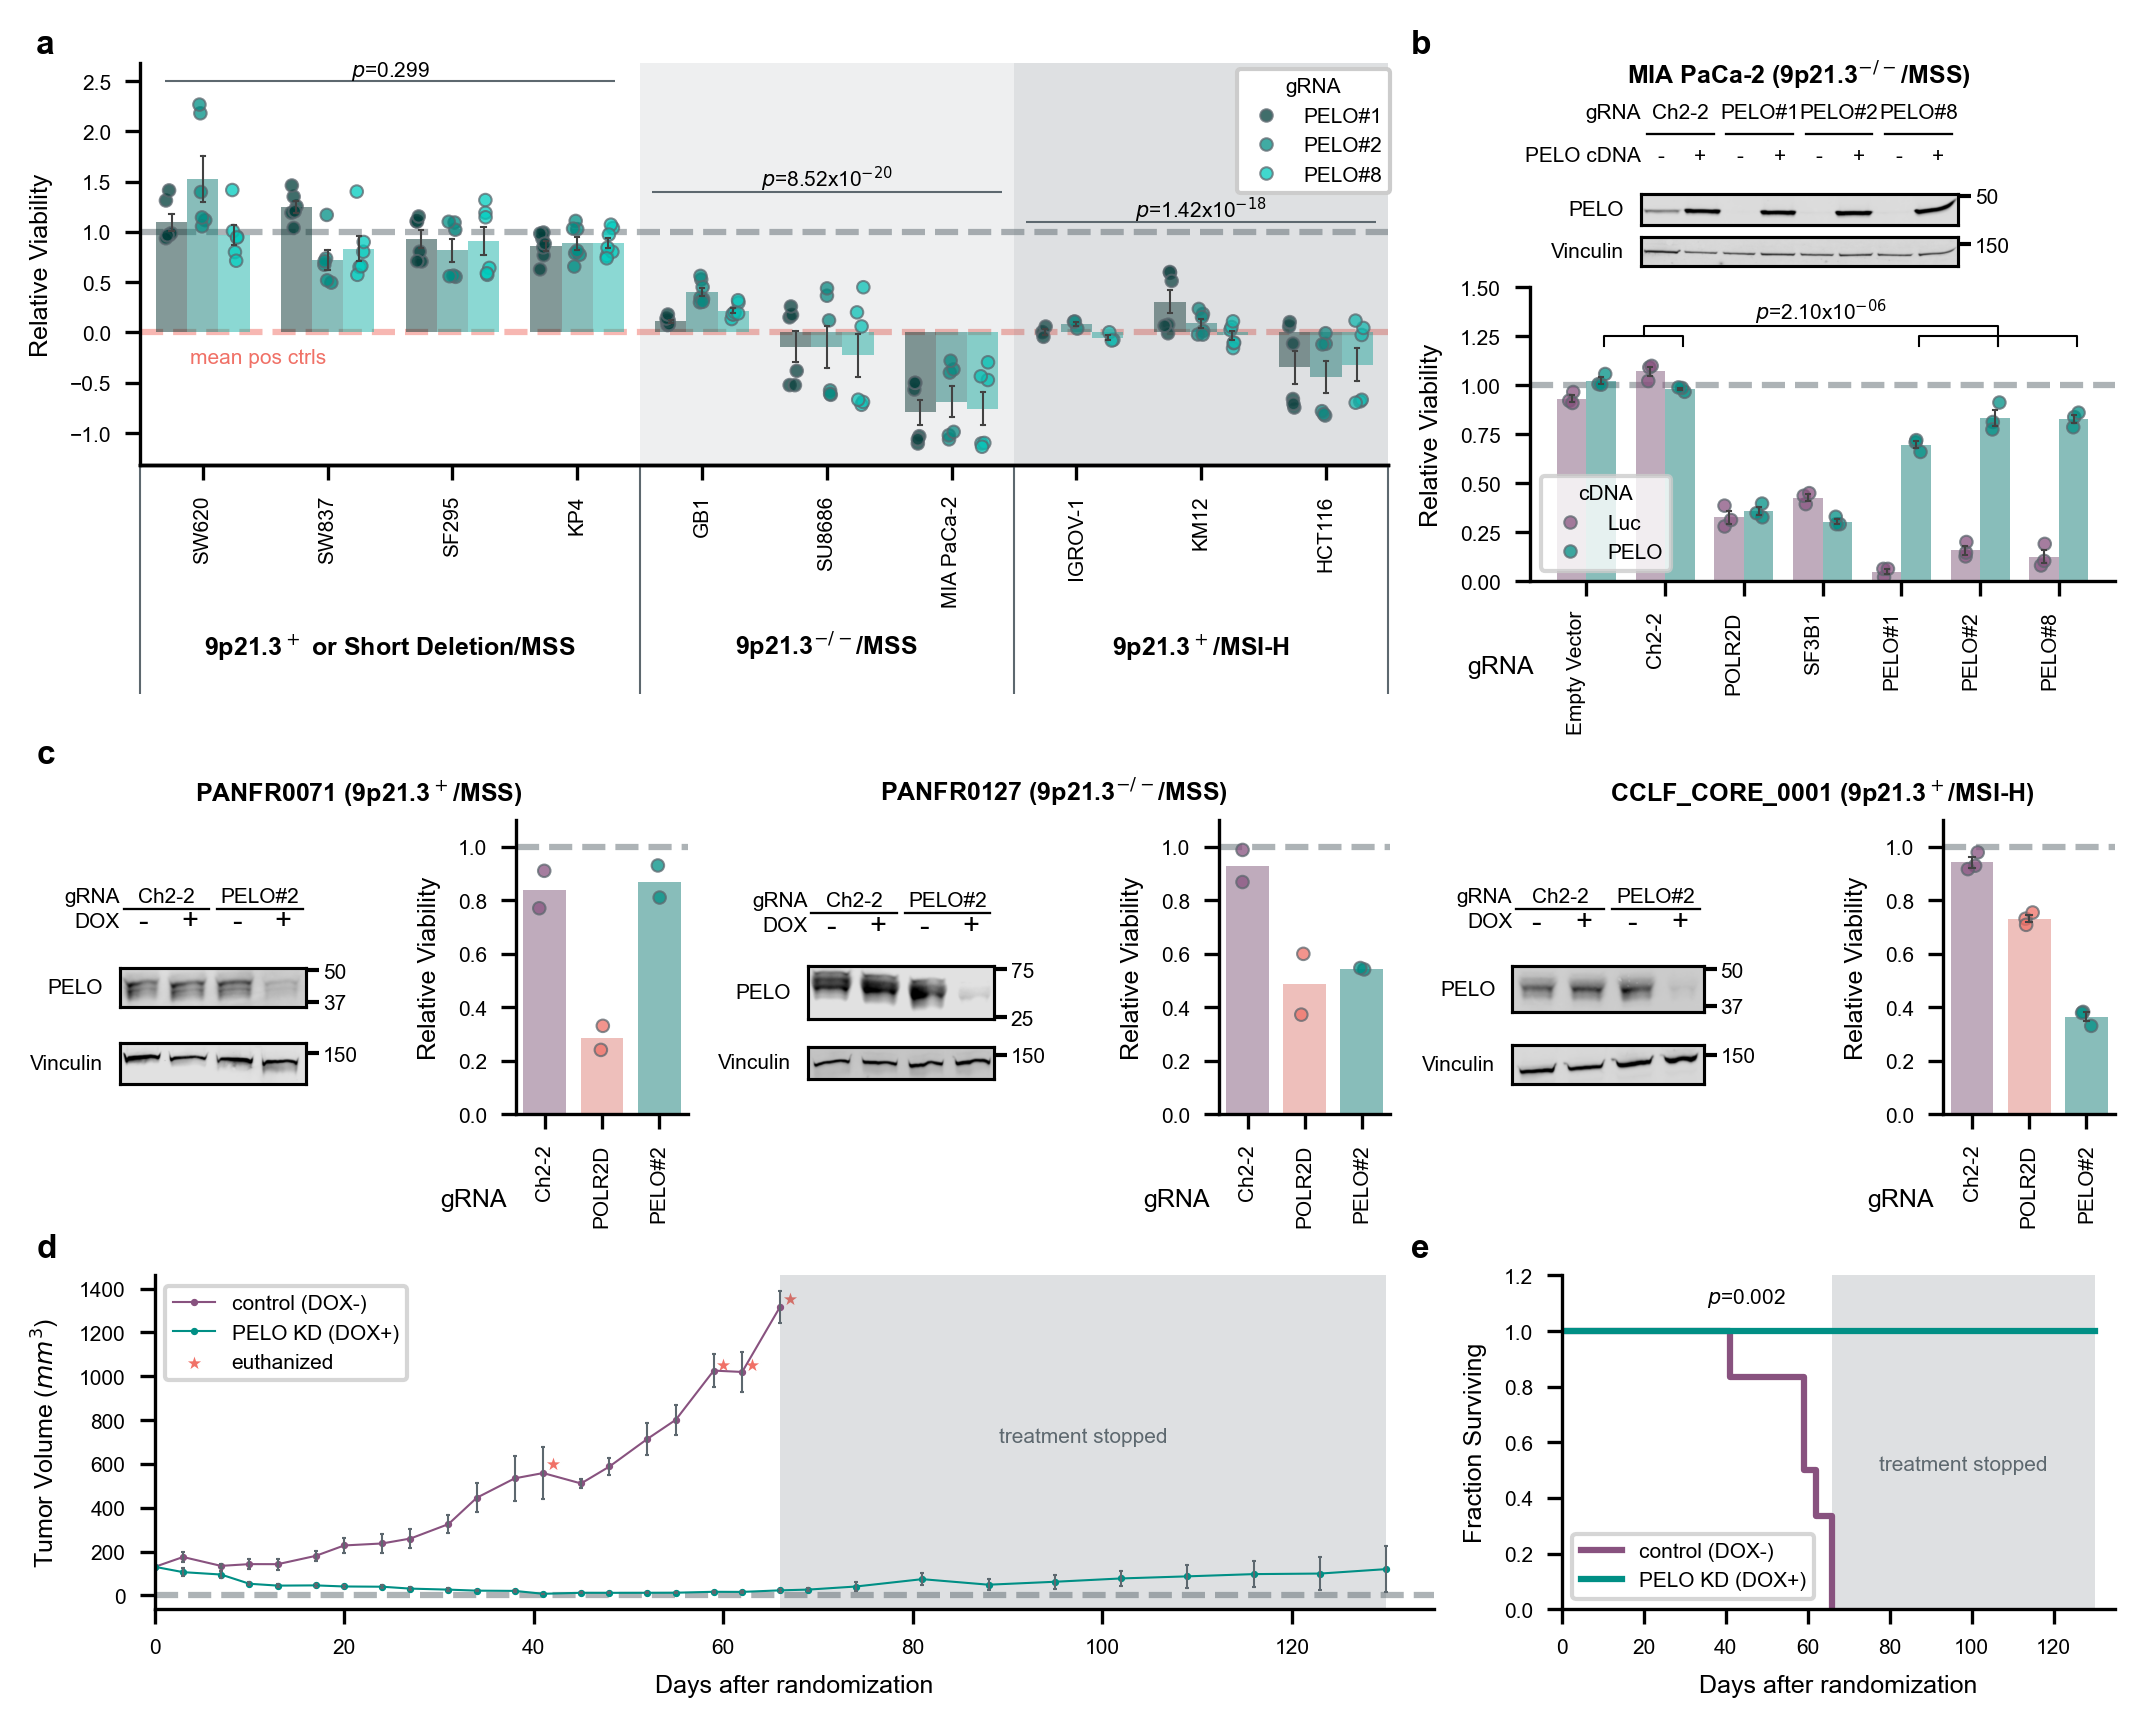 a
p=0.299
p=8.52x10⁻²⁰
p=1.42x10⁻¹⁸
gRNA
PELO#1
PELO#2
PELO#8
2.5
2.0
1.5
1.0
0.5
0.0
−0.5
−1.0
Relative Viability
mean pos ctrls
SW620
SW837
SF295
KP4
GB1
SU8686
MIA PaCa-2
IGROV-1
KM12
HCT116
9p21.3⁺ or Short Deletion/MSS
9p21.3⁻/⁻/MSS
9p21.3⁺/MSI-H
b
MIA PaCa-2 (9p21.3⁻/⁻/MSS)
gRNA Ch2-2 PELO#1 PELO#2 PELO#8
PELO cDNA - + - + - + - +
PELO 50
Vinculin 150
1.50
1.25
1.00
0.75
0.50
0.25
0.00
Relative Viability
p=2.10x10⁻⁰⁶
cDNA
Luc
PELO
gRNA
Empty Vector
Ch2-2
POLR2D
SF3B1
PELO#1
PELO#2
PELO#8
c
PANFR0071 (9p21.3⁺/MSS)
gRNA Ch2-2 PELO#2
DOX - + - +
PELO 50
37
Vinculin 150
Relative Viability
1.0
0.8
0.6
0.4
0.2
0.0
gRNA
Ch2-2
POLR2D
PELO#2
PANFR0127 (9p21.3⁻/⁻/MSS)
gRNA Ch2-2 PELO#2
DOX - + - +
PELO 75
25
Vinculin 150
Relative Viability
1.0
0.8
0.6
0.4
0.2
0.0
gRNA
Ch2-2
POLR2D
PELO#2
CCLF_CORE_0001 (9p21.3⁺/MSI-H)
gRNA Ch2-2 PELO#2
DOX - + - +
PELO 50
37
Vinculin 150
Relative Viability
1.0
0.8
0.6
0.4
0.2
0.0
gRNA
Ch2-2
POLR2D
PELO#2
d
1400
1200
1000
800
600
400
200
0
Tumor Volume (mm³)
control (DOX-)
PELO KD (DOX+)
euthanized
treatment stopped
0 20 40 60 80 100 120
Days after randomization
e
1.2
1.0
0.8
0.6
0.4
0.2
0.0
Fraction Surviving
p=0.002
treatment stopped
control (DOX-)
PELO KD (DOX+)
0 20 40 60 80 100 120
Days after randomization